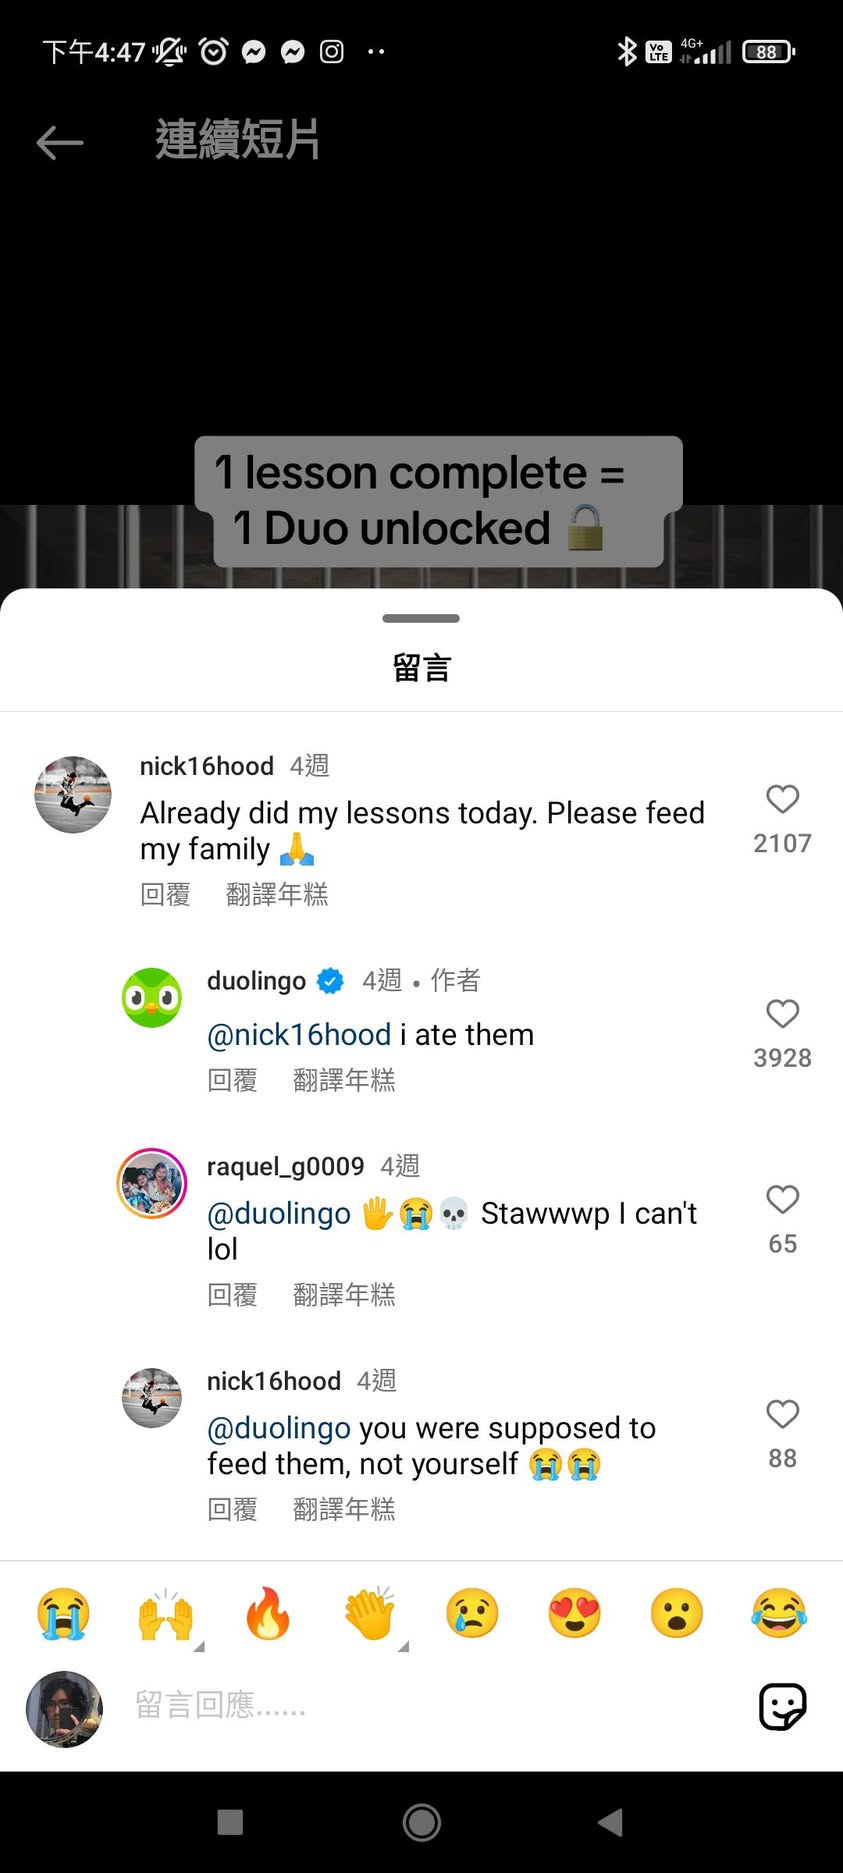 下午4:47
Vo LTE 4G+ 88
連續短片
1 lesson complete =
1 Duo unlocked 🔒
留言
nick16hood 4週
Already did my lessons today. Please feed
my family 🙏
2107
回覆 翻譯年糕
duolingo 4週 • 作者
@nick16hood i ate them
3928
回覆 翻譯年糕
raquel_g0009 4週
@duolingo 🖐😭💀 Stawwwp I can't
lol
65
回覆 翻譯年糕
nick16hood 4週
@duolingo you were supposed to
feed them, not yourself 😭😭
88
回覆 翻譯年糕
留言回應......